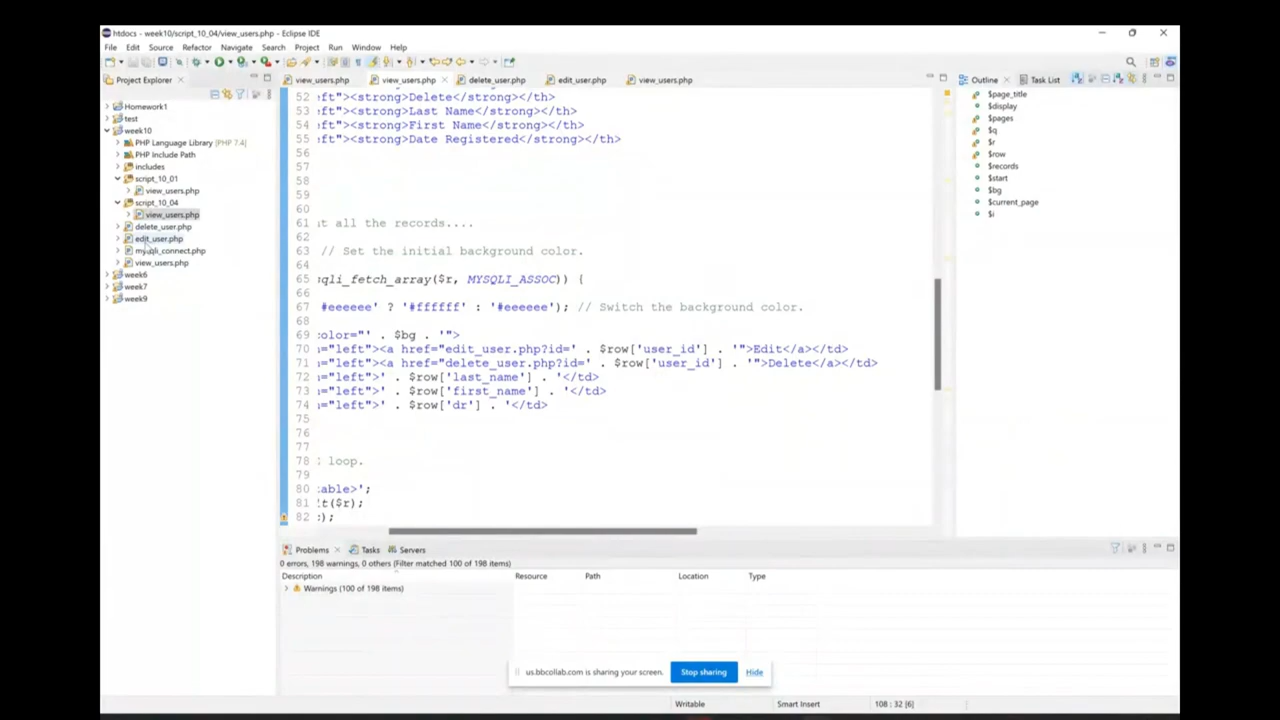 htdocs - week10/script_10_04/view_users.php - Eclipse IDE
File Edit Source Refactor Navigate Search Project Run Window Help
Project Explorer
Homework1
test
week10
PHP Language Library [PHP 7.4]
PHP Include Path
includes
script_10_01
view_users.php
script_10_04
view_users.php
delete_user.php
edit_user.php
mysqli_connect.php
view_users.php
week6
week7
week9
view_users.php view_users.php delete_user.php edit_user.php view_users.php
52 left"><strong>Delete</strong></th>
53 left"><strong>Last Name</strong></th>
54 left"><strong>First Name</strong></th>
55 left"><strong>Date Registered</strong></th>
56
57
58
59
60
61 t all the records....
62
63 // Set the initial background color.
64
65 qli_fetch_array($r, MYSQLI_ASSOC)) {
66
67 #eeeeee' ? '#ffffff' : '#eeeeee'); // Switch the background color.
68
69 color="' . $bg . '">
70 ="left"><a href="edit_user.php?id=' . $row['user_id'] . '">Edit</a></td>
71 ="left"><a href="delete_user.php?id=' . $row['user_id'] . '">Delete</a></td>
72 ="left">' . $row['last_name'] . '</td>
73 ="left">' . $row['first_name'] . '</td>
74 ="left">' . $row['dr'] . '</td>
75
76
77
78 loop.
79
80 able>';
81 t($r);
82 );
Outline Task List
$page_title
$display
$pages
$q
$r
$row
$records
$start
$bg
$current_page
$i
Problems Tasks Servers
0 errors, 198 warnings, 0 others (Filter matched 100 of 198 items)
Description Resource Path Location Type
Warnings (100 of 198 items)
us.bbcollab.com is sharing your screen. Stop sharing Hide
Writable Smart Insert 108 : 32 [6]